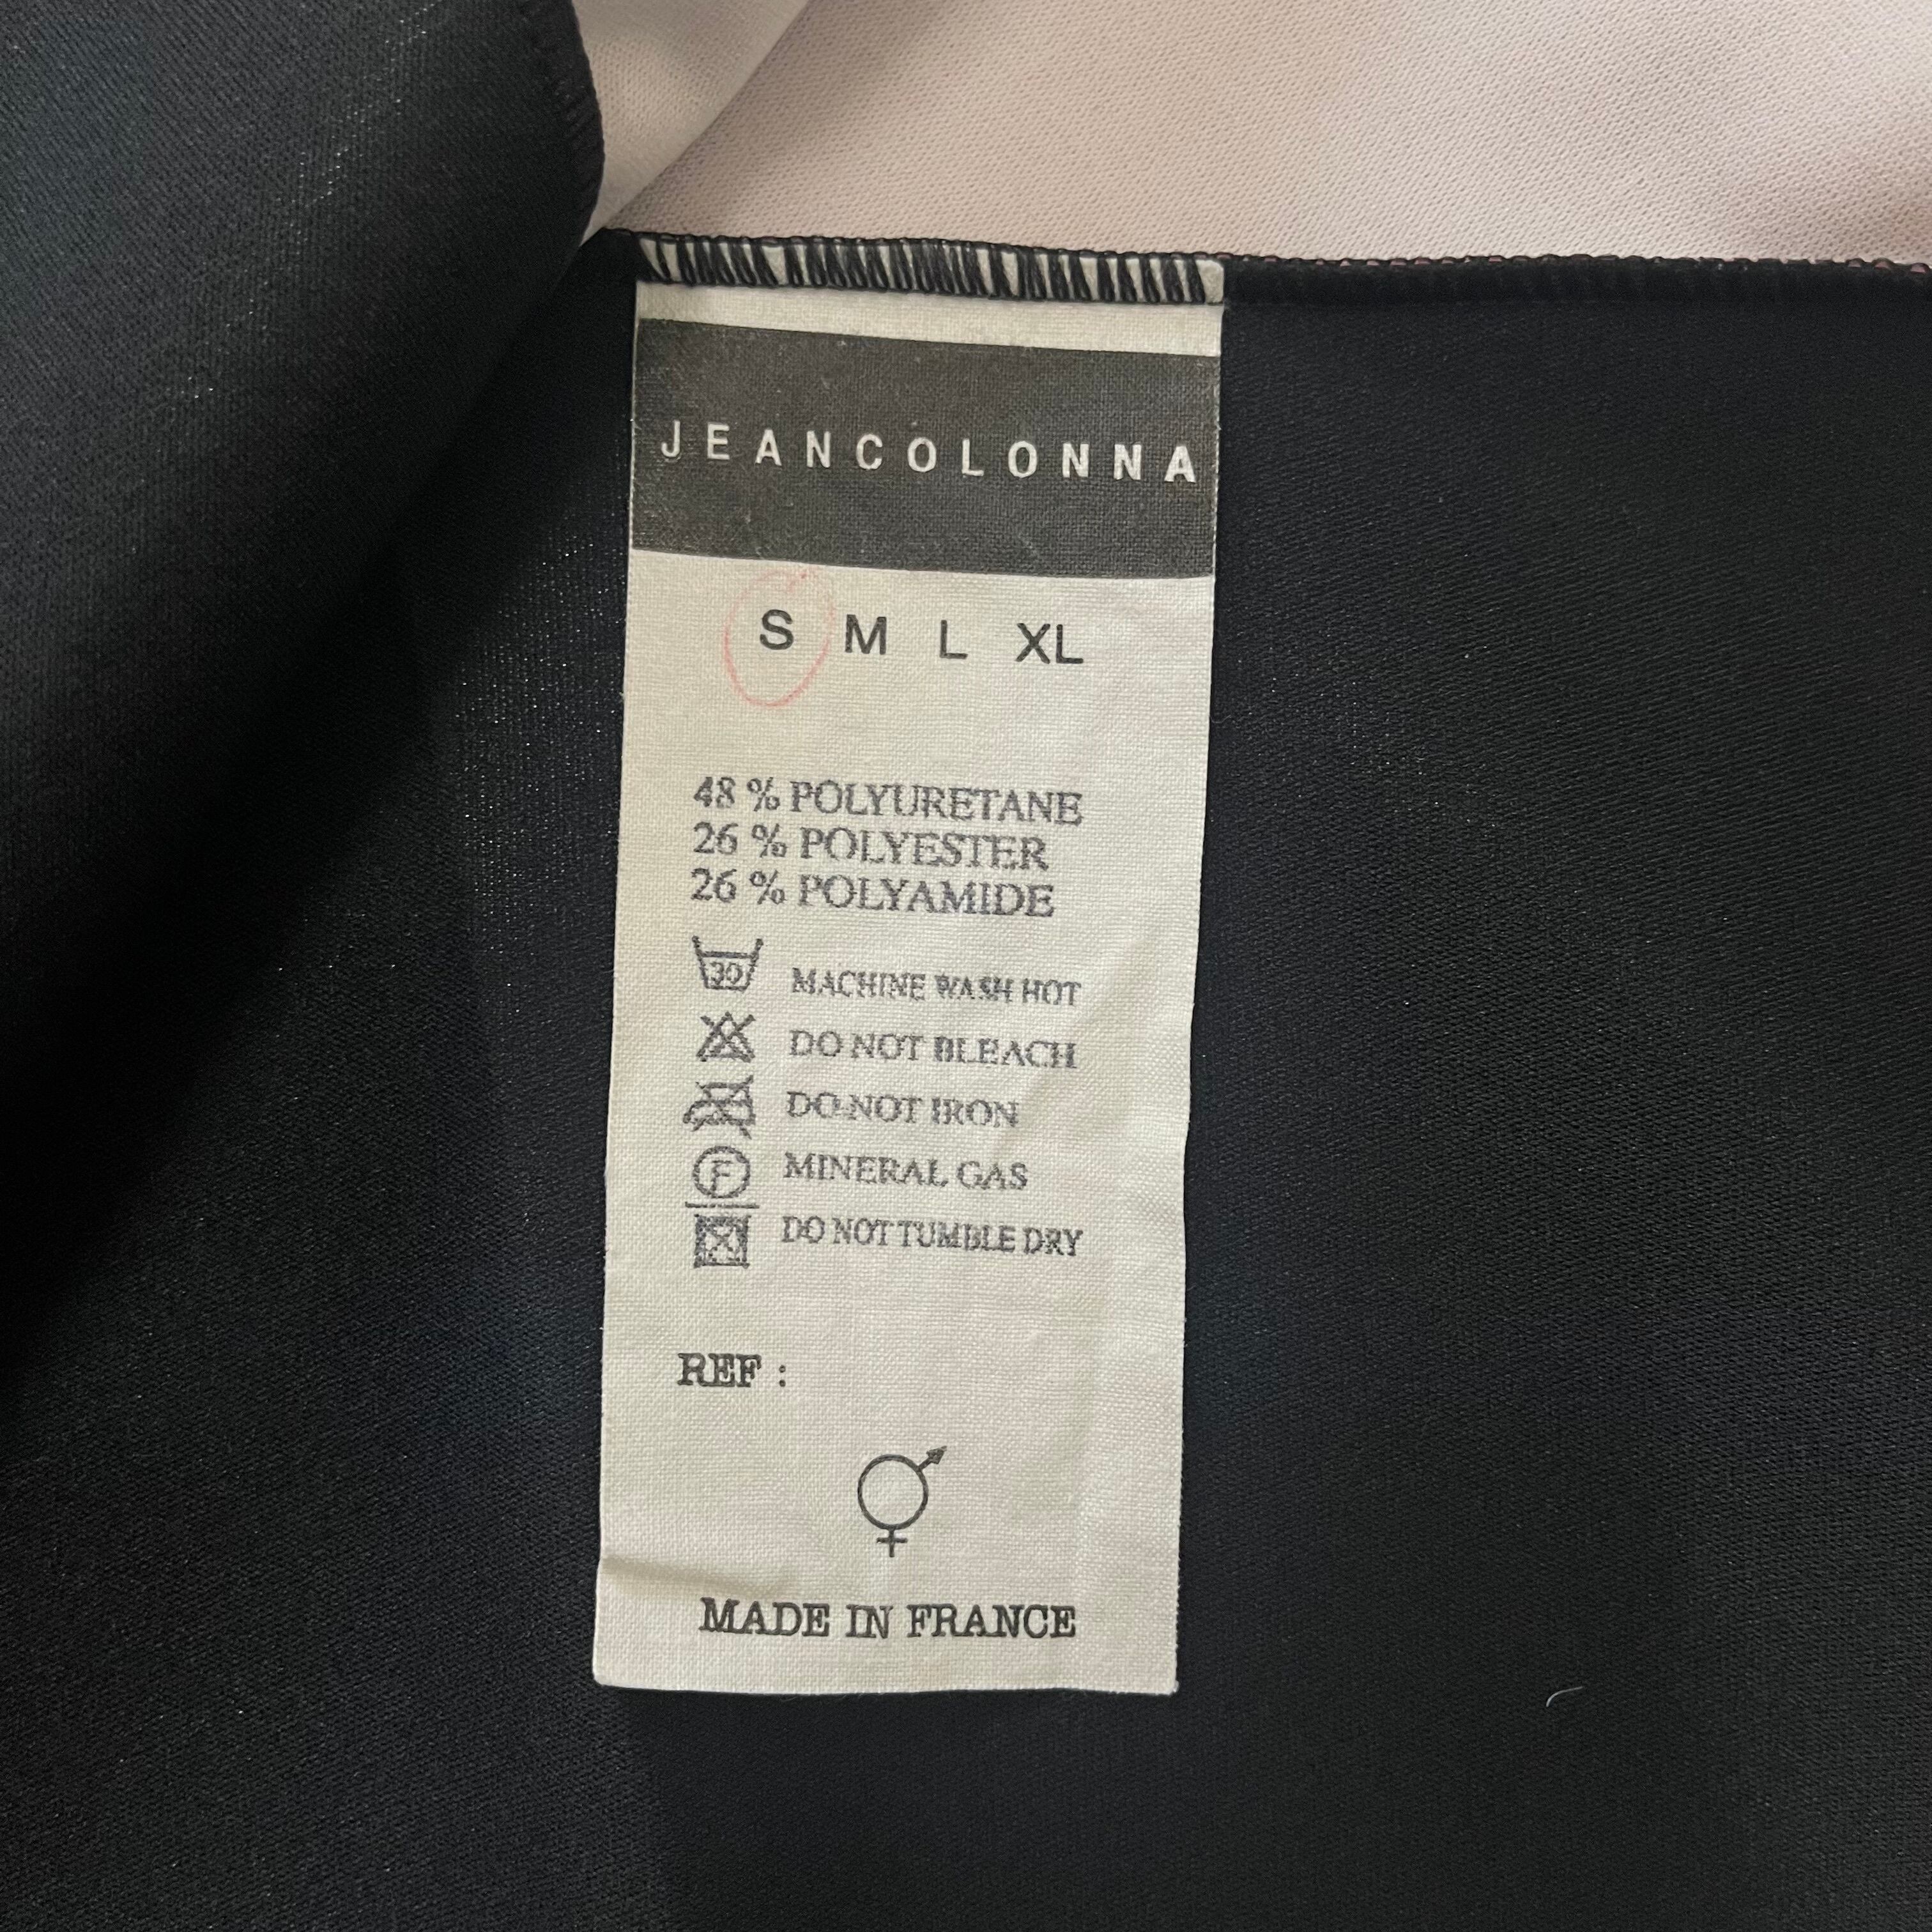 JEANCOLONNA
S M L XL
48 % POLYURETANE
26 % POLYESTER
26 % POLYAMIDE
30 MACHINE WASH HOT
DO NOT BLEACH
DO NOT IRON
F MINERAL GAS
DO NOT TUMBLE DRY
REF :
MADE IN FRANCE